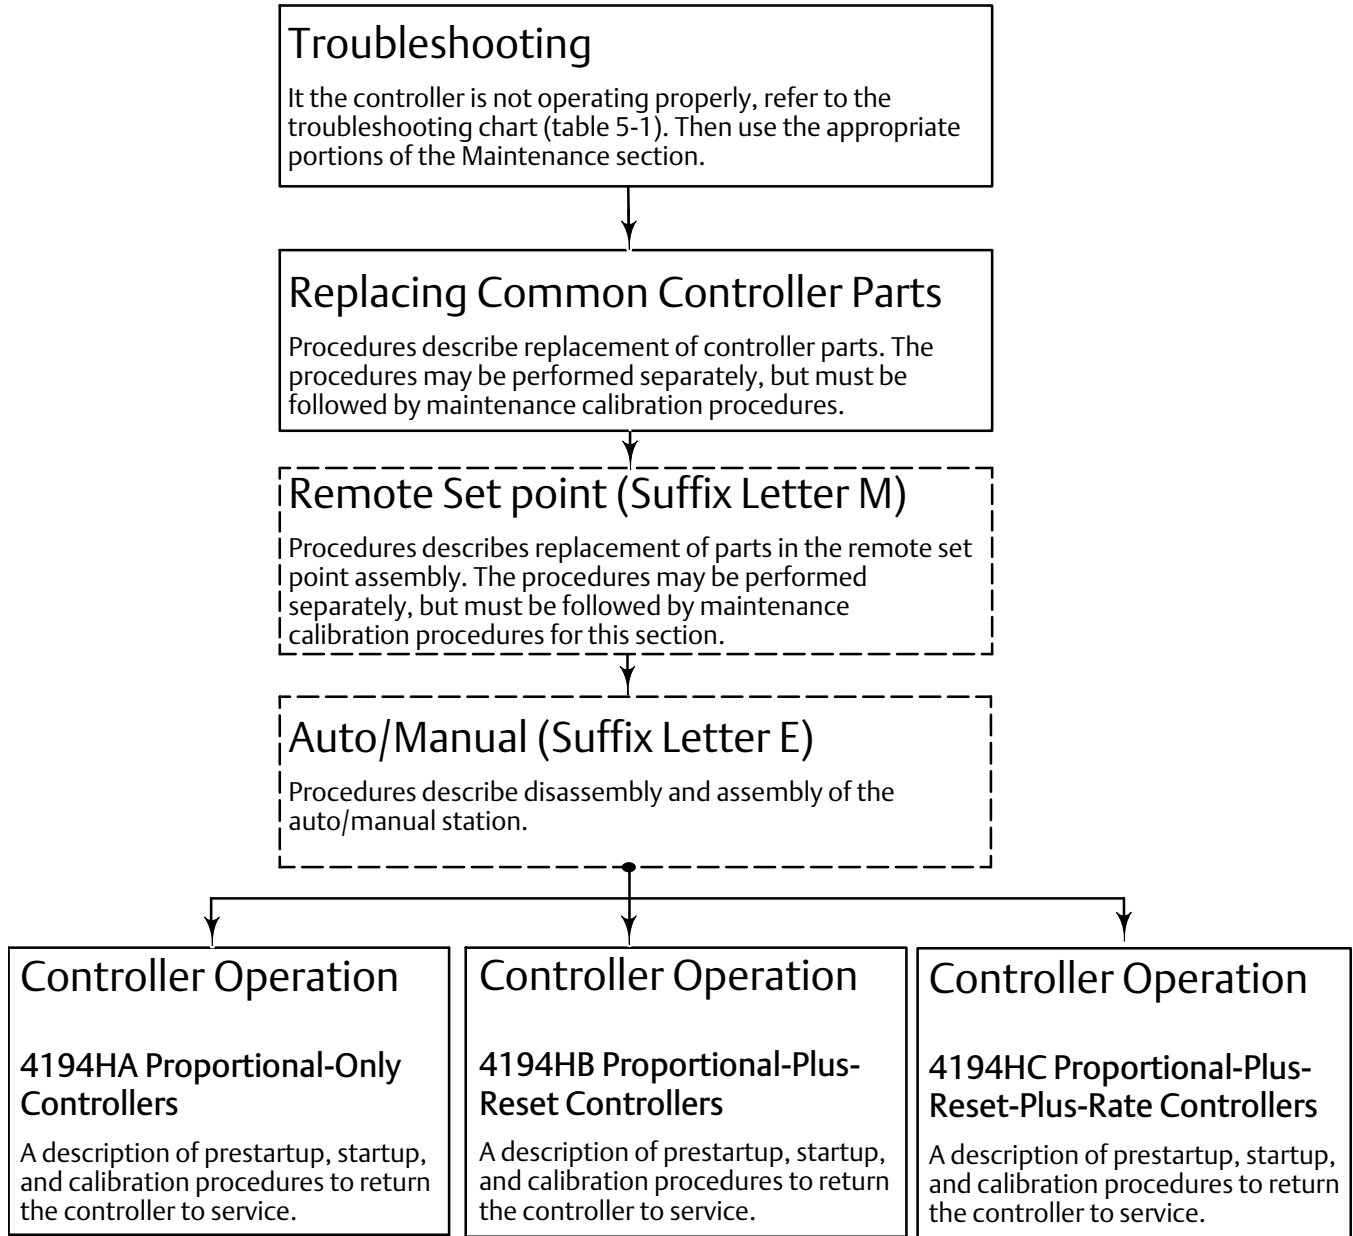 Troubleshooting
It the controller is not operating properly, refer to the
troubleshooting chart (table 5-1). Then use the appropriate
portions of the Maintenance section.
Replacing Common Controller Parts
Procedures describe replacement of controller parts. The
procedures may be performed separately, but must be
followed by maintenance calibration procedures.
Remote Set point (Suffix Letter M)
Procedures describes replacement of parts in the remote set
point assembly. The procedures may be performed
separately, but must be followed by maintenance
calibration procedures for this section.
Auto/Manual (Suffix Letter E)
Procedures describe disassembly and assembly of the
auto/manual station.
Controller Operation
4194HA Proportional-Only
Controllers
A description of prestartup, startup,
and calibration procedures to return
the controller to service.
Controller Operation
4194HB Proportional-Plus-
Reset Controllers
A description of prestartup, startup,
and calibration procedures to return
the controller to service.
Controller Operation
4194HC Proportional-Plus-
Reset-Plus-Rate Controllers
A description of prestartup, startup,
and calibration procedures to return
the controller to service.